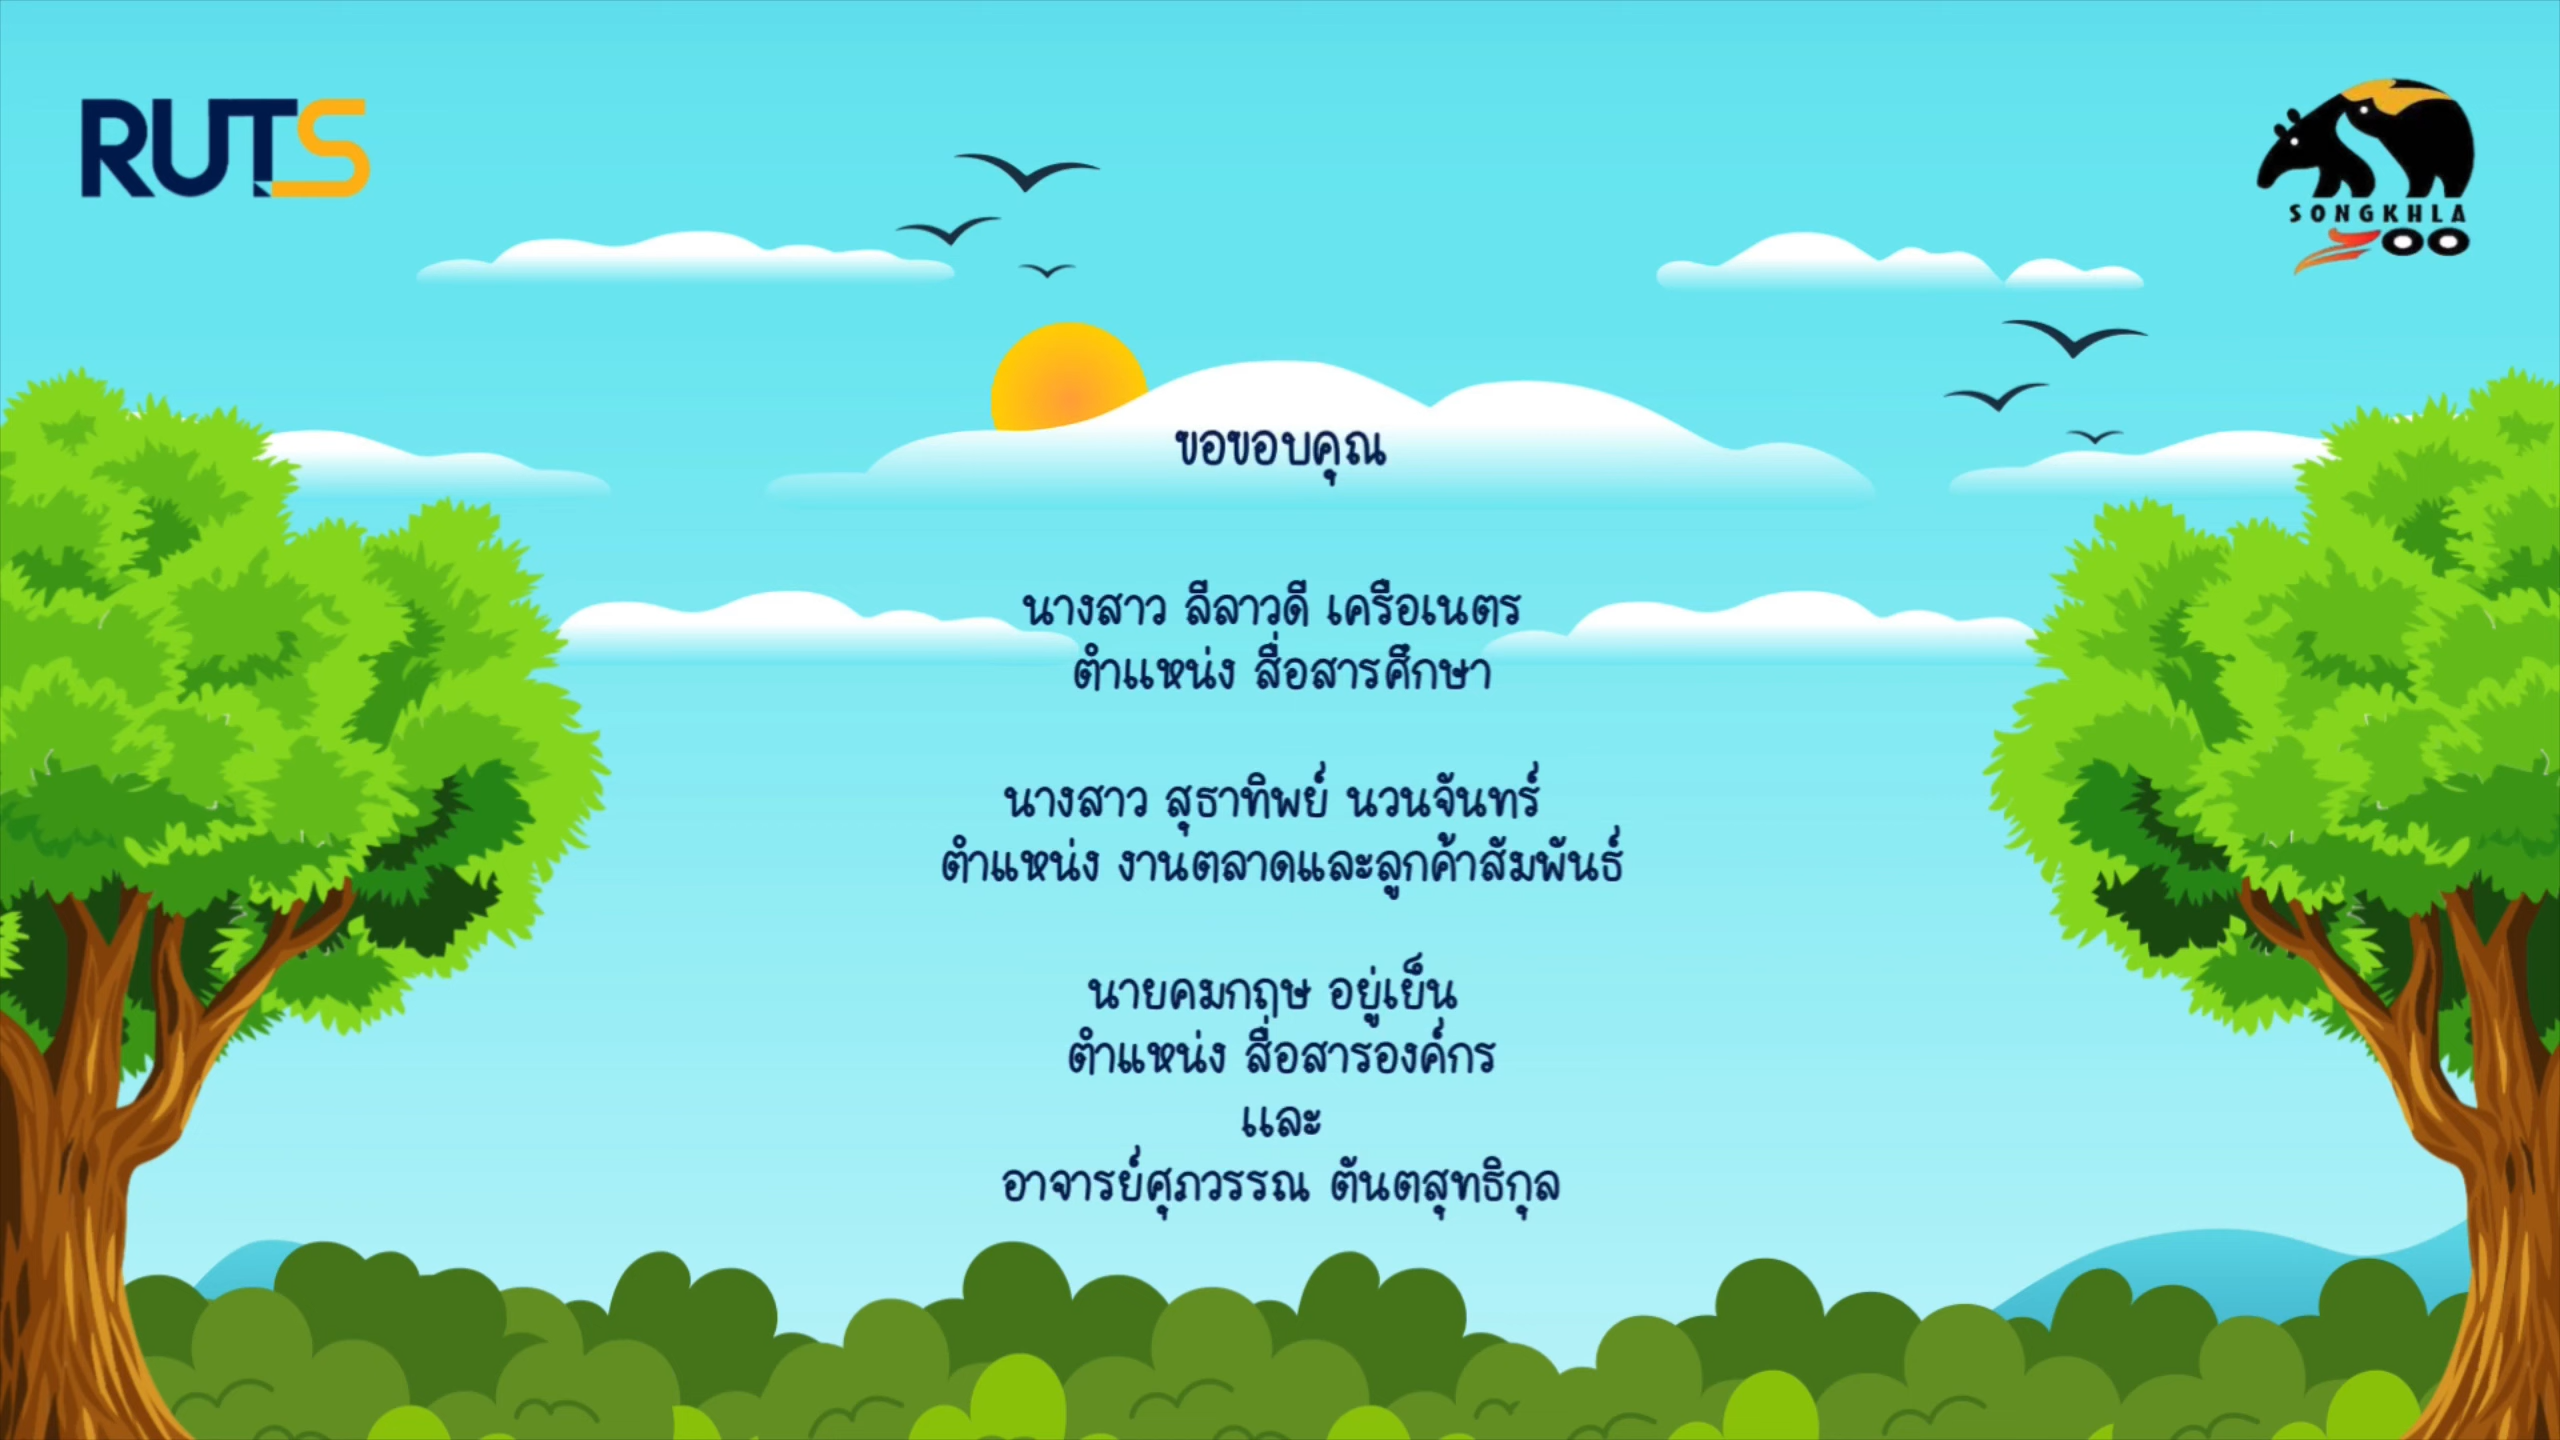 RUTS
SONGKHLA
ZOO
ขอขอบคุณ
นางสาว ลีลาวดี เครือเนตร
ตำแหน่ง สื่อสารศึกษา
นางสาว สุธาทิพย์ นวนจันทร์
ตำแหน่ง งานตลาดและลูกค้าสัมพันธ์
นายคมกฤษ อยู่เย็น
ตำแหน่ง สื่อสารองค์กร
และ
อาจารย์ศุภวรรณ ตันตสุทธิกุล